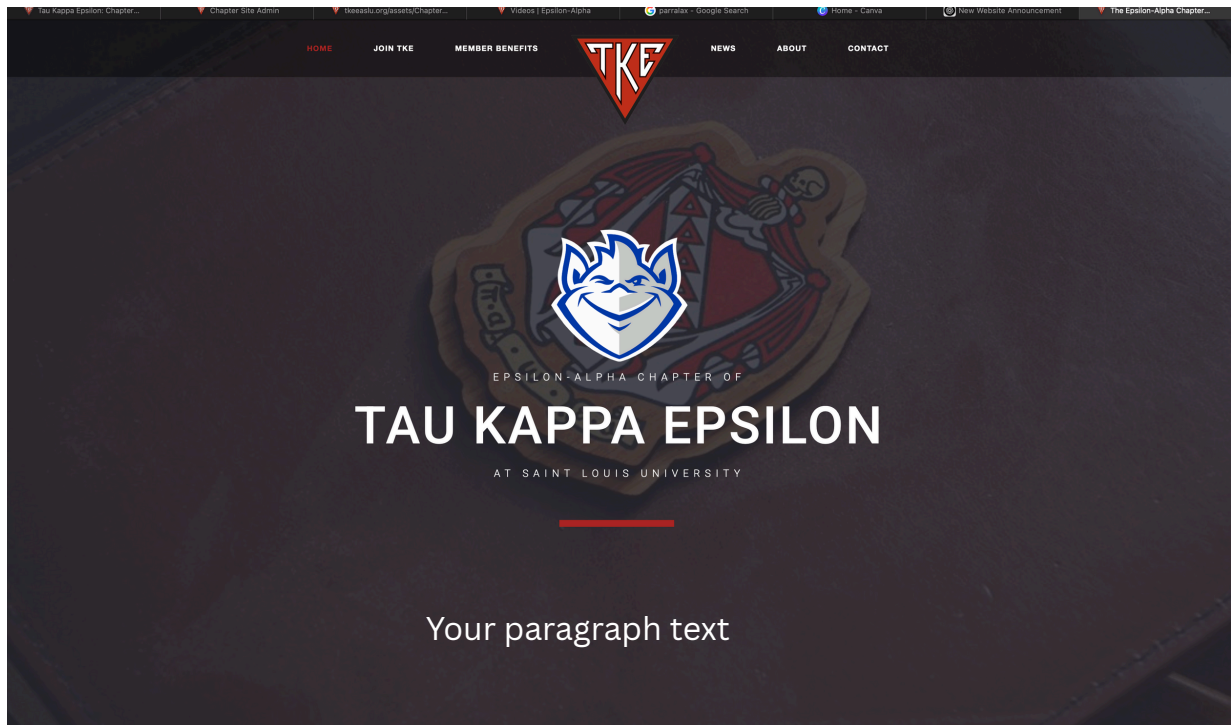 Tau Kappa Epsilon: Chapter...
Chapter Site Admin
tkeeaslu.org/assets/Chapter...
Videos | Epsilon-Alpha
parralax - Google Search
Home - Canva
New Website Announcement
The Epsilon-Alpha Chapter...
HOME
JOIN TKE
MEMBER BENEFITS
TKE
NEWS
ABOUT
CONTACT
EPSILON-ALPHA CHAPTER OF
TAU KAPPA EPSILON
AT SAINT LOUIS UNIVERSITY
Your paragraph text